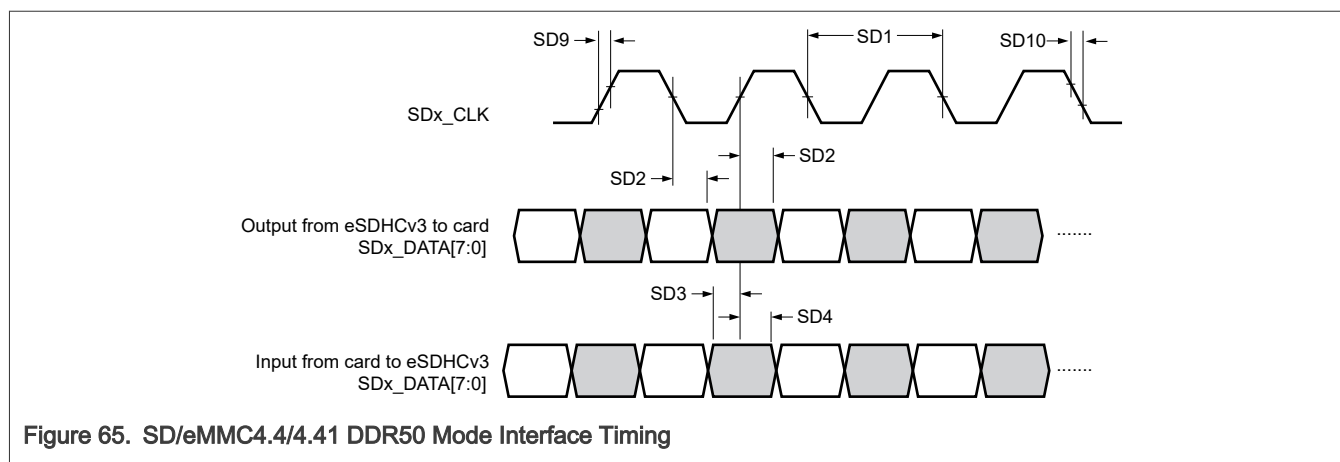 SD9
SD1
SD10
SDx_CLK
SD2
SD2
Output from eSDHCv3 to card
SDx_DATA[7:0]
.......
SD3
SD4
Input from card to eSDHCv3
SDx_DATA[7:0]
.......
Figure 65. SD/eMMC4.4/4.41 DDR50 Mode Interface Timing